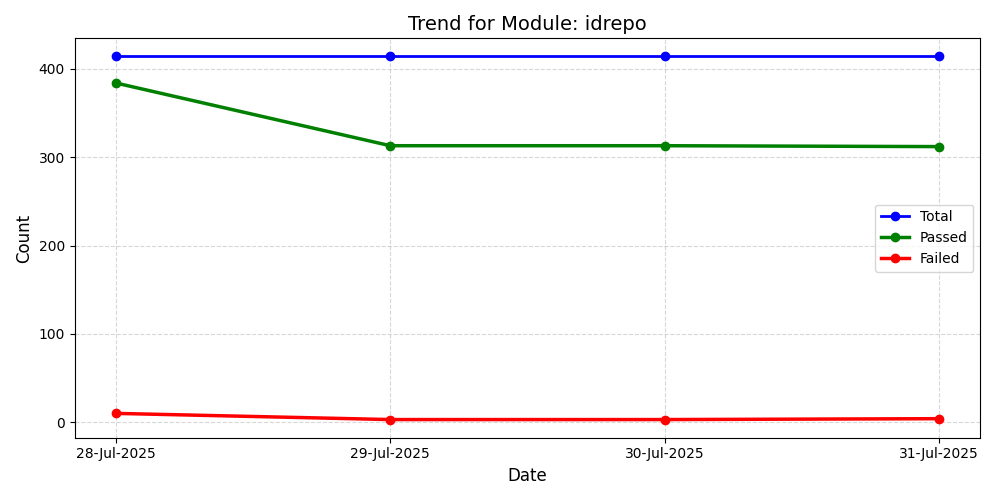 Trend for Module: idrepo
Count
400
300
200
100
0
Total
Passed
Failed
28-Jul-2025
29-Jul-2025
30-Jul-2025
31-Jul-2025
Date